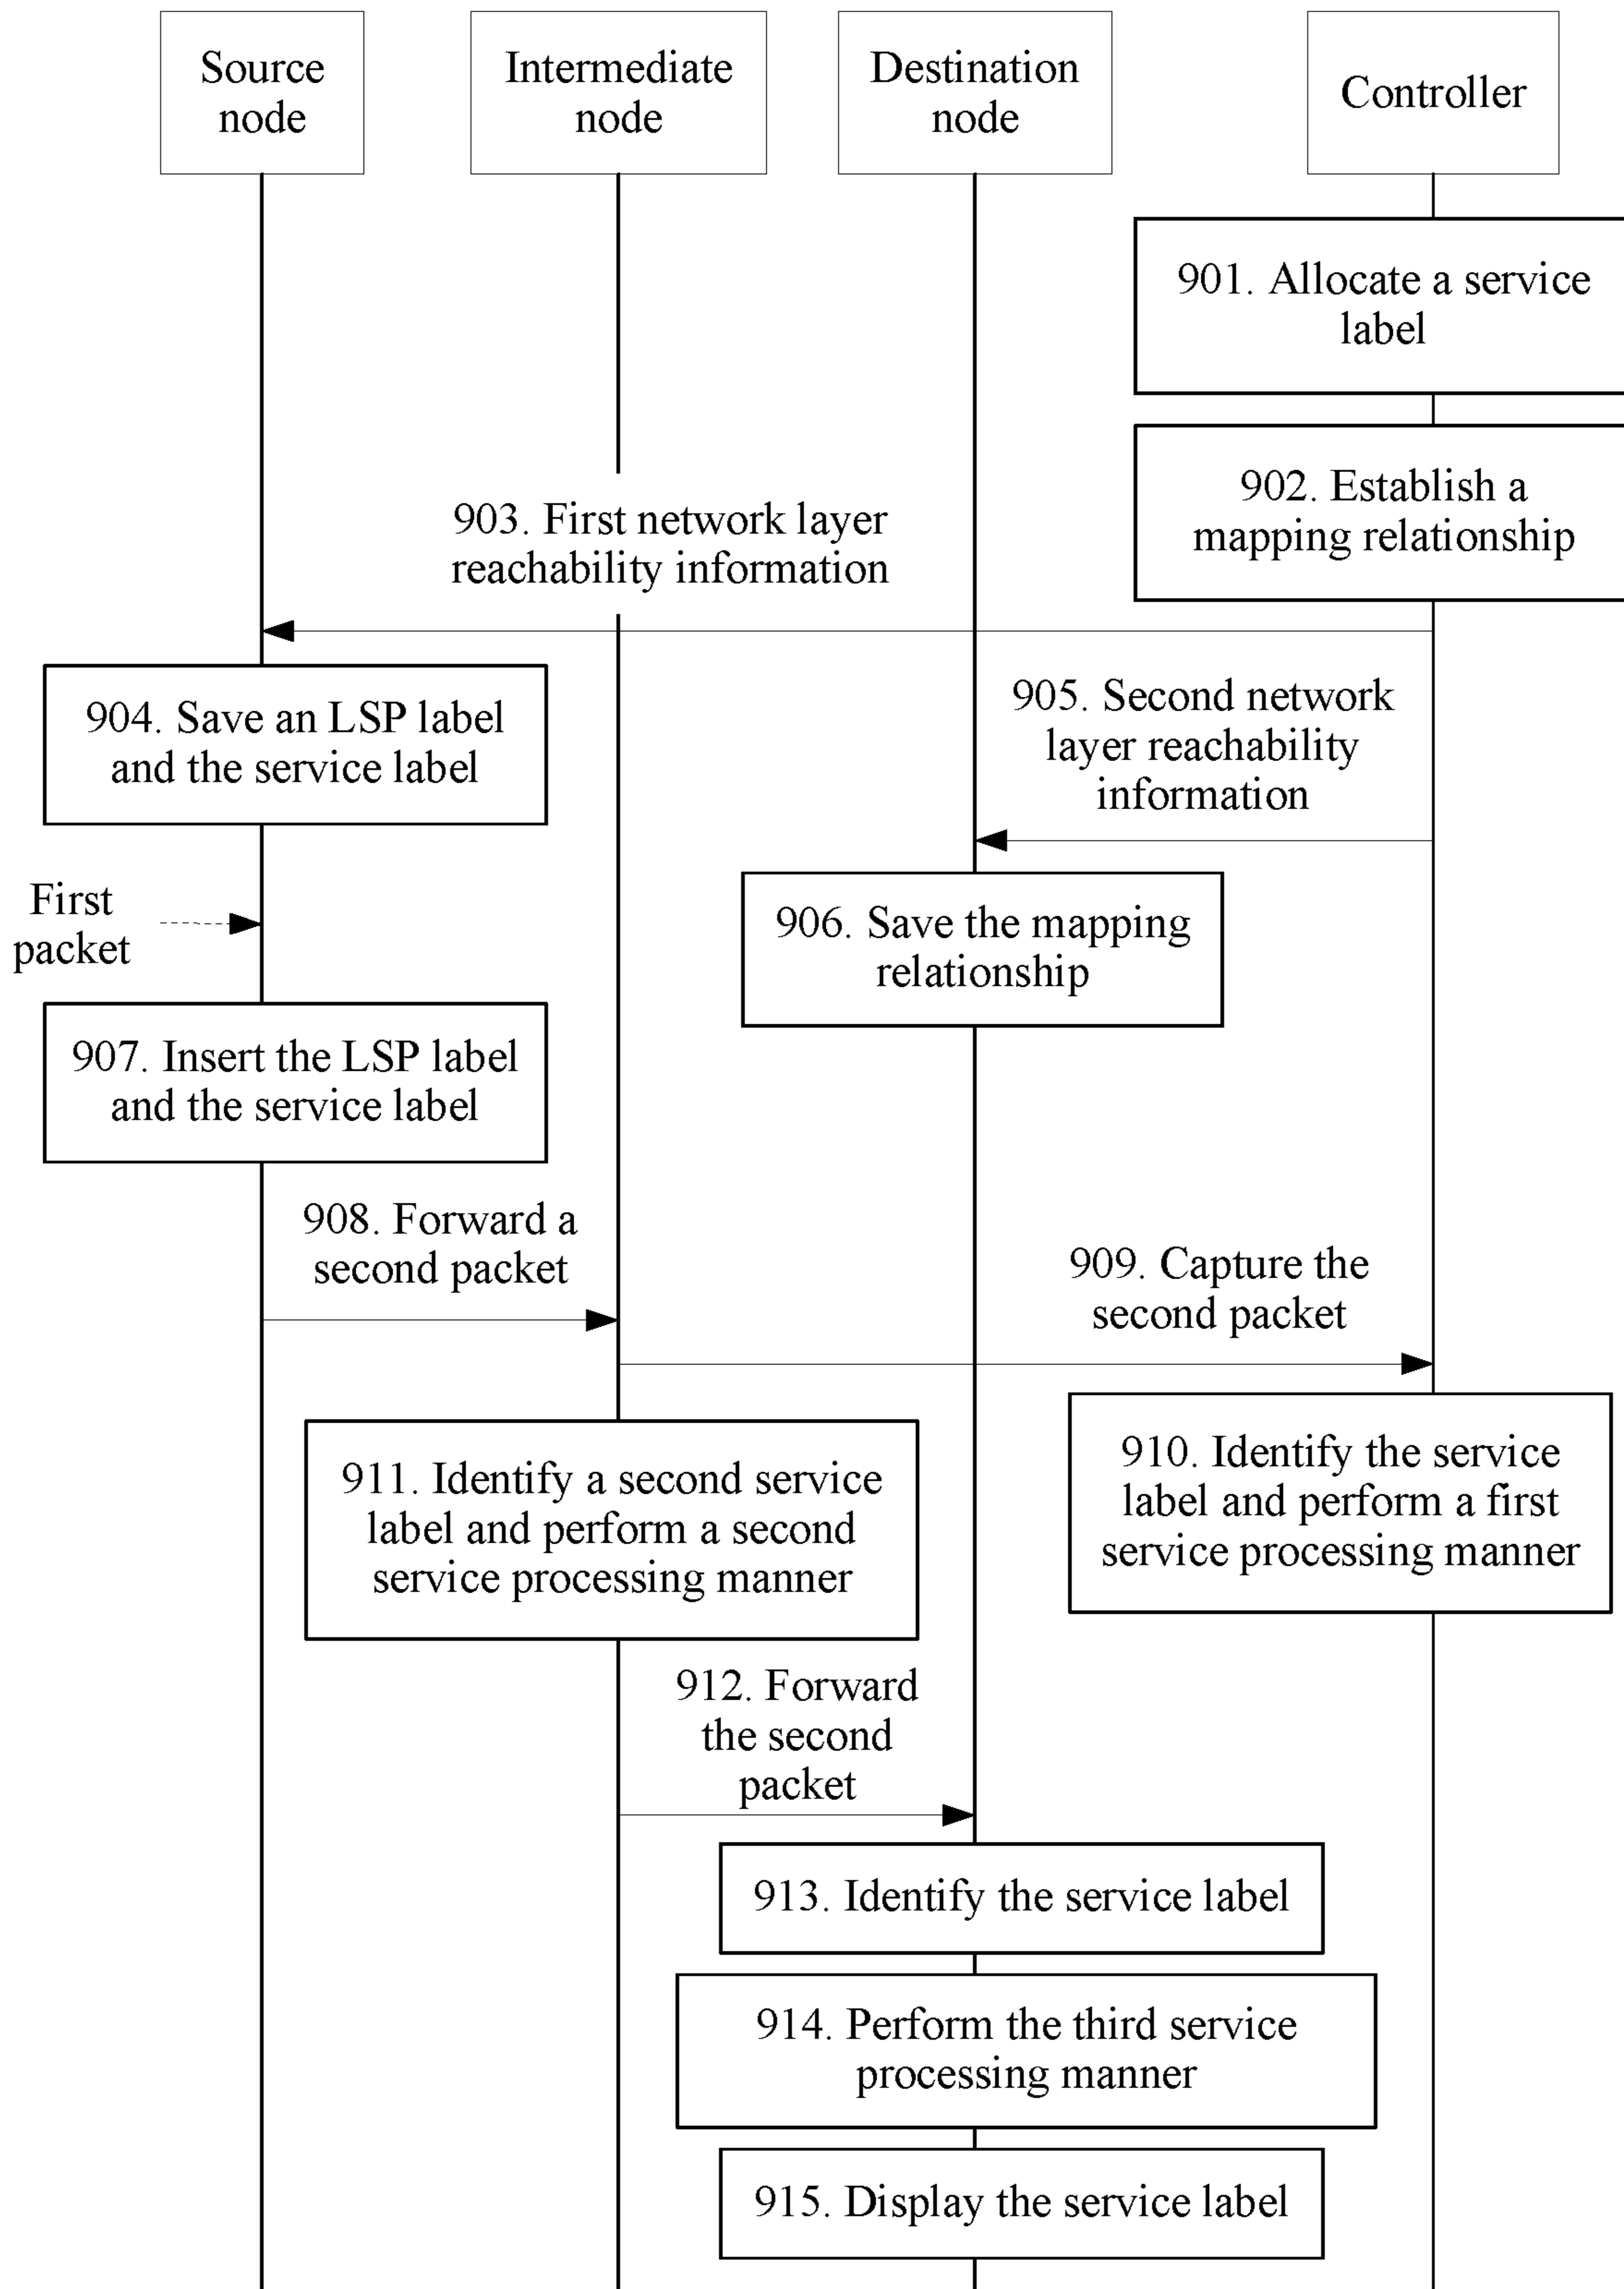 Source
node
Intermediate
node
Destination
node
Controller
901. Allocate a service
label
902. Establish a
mapping relationship
903. First network layer
reachability information
904. Save an LSP label
and the service label
905. Second network
layer reachability
information
First
packet
906. Save the mapping
relationship
907. Insert the LSP label
and the service label
908. Forward a
second packet
909. Capture the
second packet
910. Identify the service
label and perform a first
service processing manner
911. Identify a second service
label and perform a second
service processing manner
912. Forward
the second
packet
913. Identify the service label
914. Perform the third service
processing manner
915. Display the service label